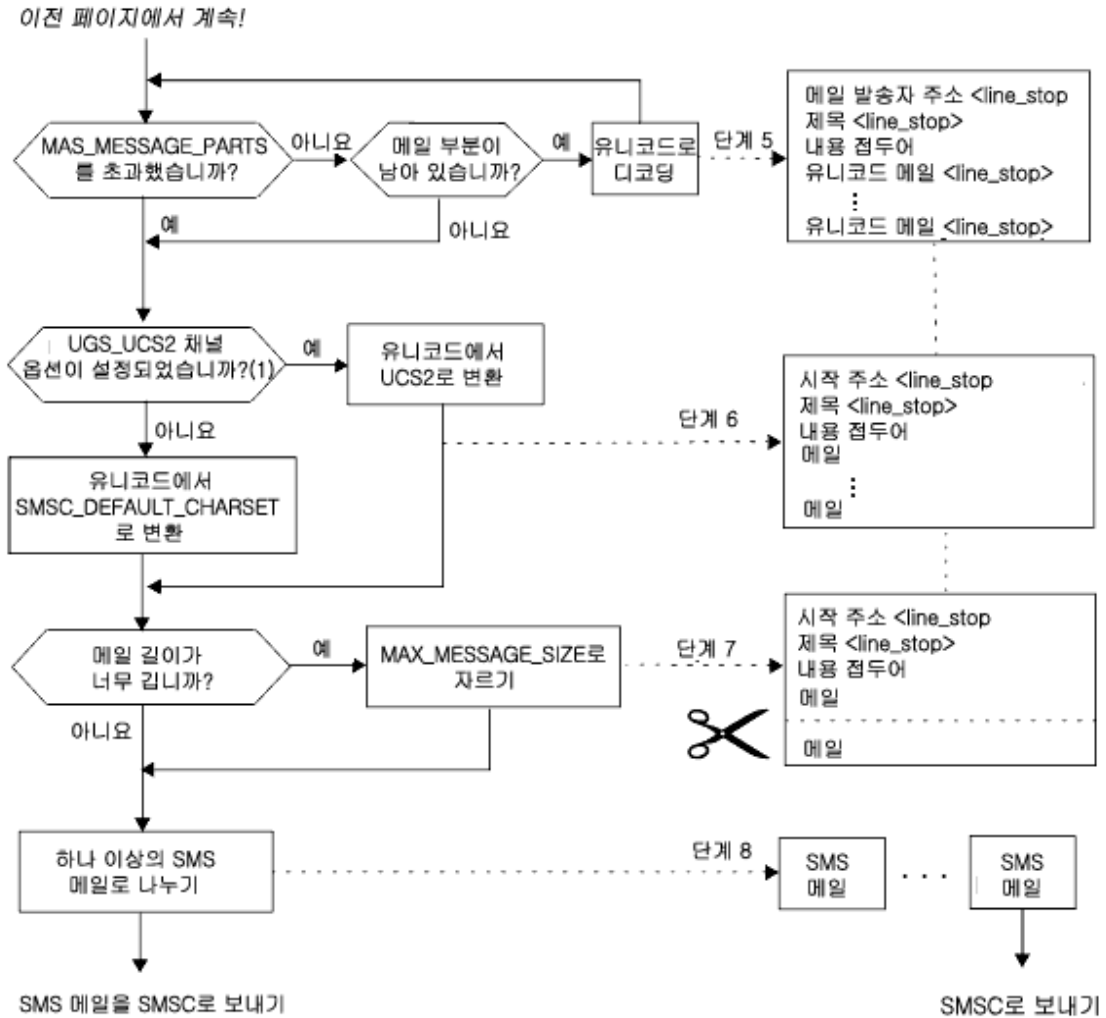 이전 페이지에서 계속!
MAS_MESSAGE_PARTS
를 초과했습니까?
아니요
메일 부분이
남아 있습니까?
예
유니코드로
디코딩
단계 5
메일 발송자 주소 <line_stop
제목 <line_stop>
내용 접두어
유니코드 메일 <line_stop>
유니코드 메일 <line_stop>
예
아니요
UGS_UCS2 채널
옵션이 설정되었습니까?(1)
예
유니코드에서
UCS2로 변환
아니요
단계 6
시작 주소 <line_stop
제목 <line_stop>
내용 접두어
메일
메일
유니코드에서
SMSC_DEFAULT_CHARSET
로 변환
메일 길이가
너무 깁니까?
예
MAX_MESSAGE_SIZE로
자르기
단계 7
시작 주소 <line_stop
제목 <line_stop>
내용 접두어
메일
메일
아니요
하나 이상의 SMS
메일로 나누기
단계 8
SMS
메일
. . .
SMS
메일
SMS 메일을 SMSC로 보내기
SMSC로 보내기